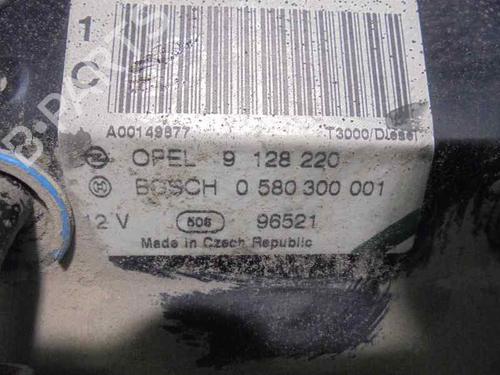 1
A00149877
T3000/Diesel
OPEL 9 128 220
BOSCH 0 580 300 001
12 V 506 96521
Made in Czech Republic